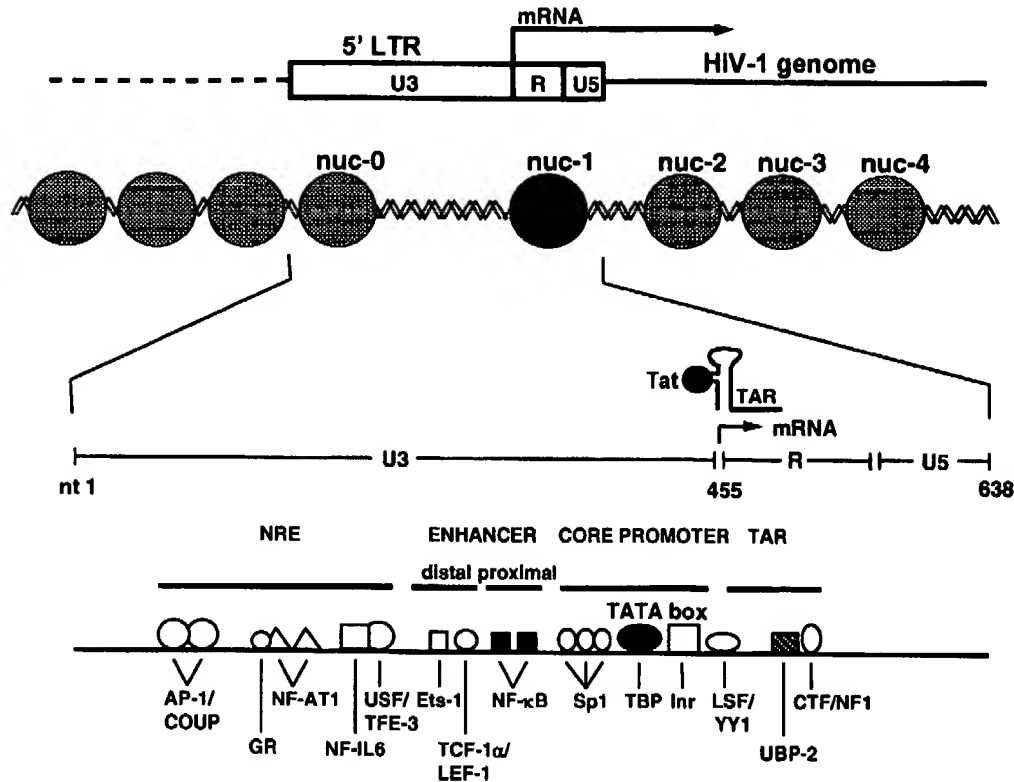 mRNA
5' LTR
U3 R U5 HIV-1 genome
nuc-0 nuc-1 nuc-2 nuc-3 nuc-4
Tat TAR
mRNA
U3 R U5
nt 1 455 638
NRE ENHANCER CORE PROMOTER TAR
distal proximal
TATA box
AP-1/ NF-AT1 USF/ Ets-1 NF-κB Sp1 TBP Inr LSF/ CTF/NF1
COUP TFE-3 YY1
GR NF-IL6 TCF-1α/ UBP-2
LEF-1